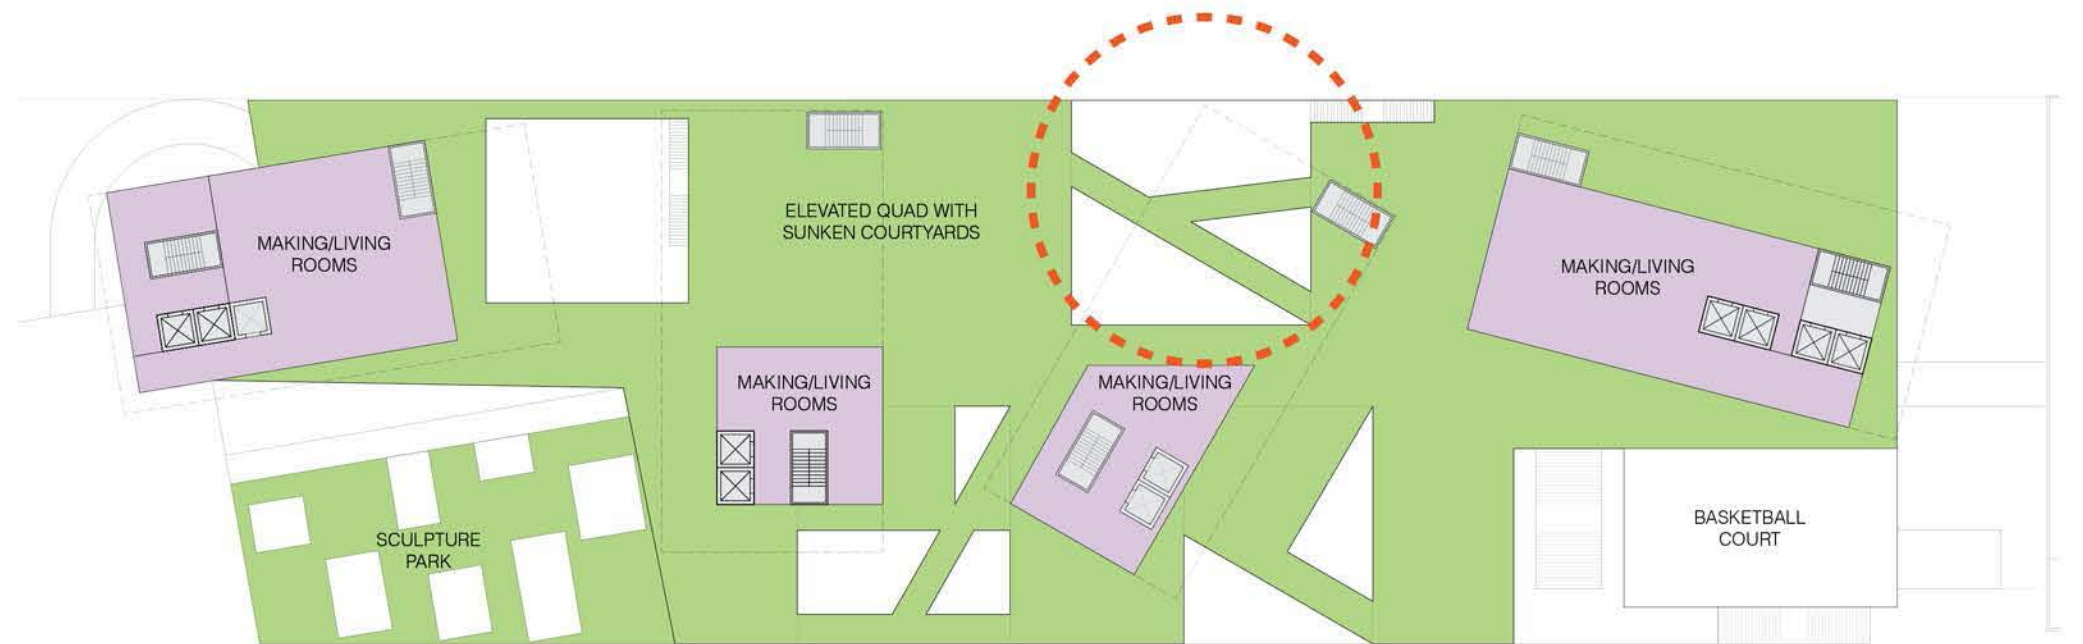 MAKING/LIVING
ROOMS
ELEVATED QUAD WITH
SUNKEN COURTYARDS
MAKING/LIVING
ROOMS
MAKING/LIVING
ROOMS
MAKING/LIVING
ROOMS
SCULPTURE
PARK
BASKETBALL
COURT